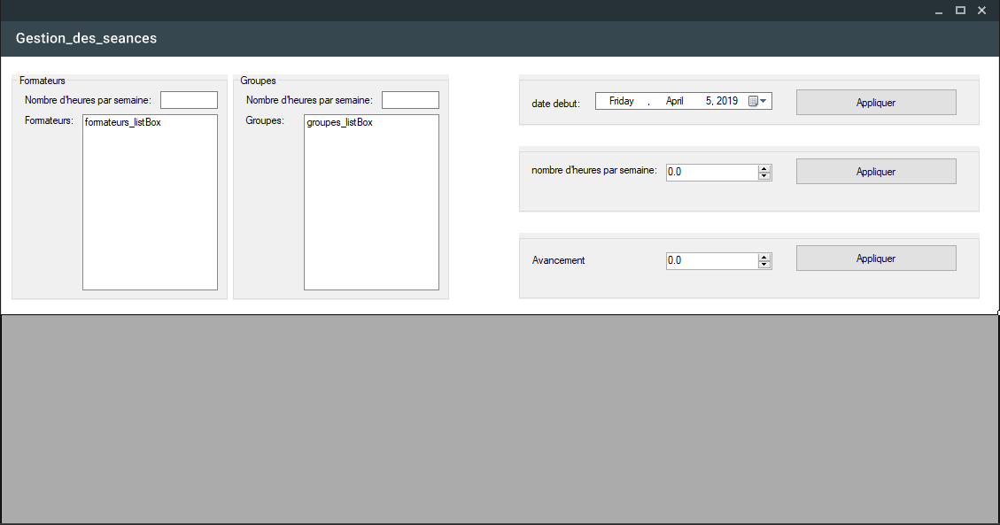 Gestion_des_seances
Formateurs
Nombre d'heures par semaine:
Formateurs:
formateurs_listBox
Groupes
Nombre d'heures par semaine:
Groupes:
groupes_listBox
date debut:
Friday , April 5, 2019
Appliquer
nombre d'heures par semaine:
0.0
Appliquer
Avancement
0.0
Appliquer